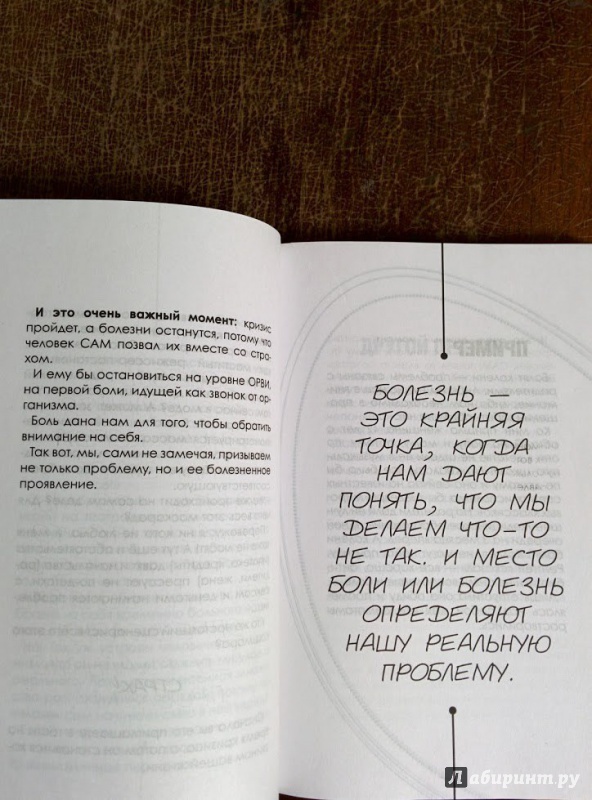 И это очень важный момент: кризис
пройдет, а болезни останутся, потому что
человек САМ позвал их вместе со стра-
хом.
И ему бы остановиться на уровне ОРВИ,
на первой боли, идущей как звонок от ор-
ганизма.
Боль дана нам для того, чтобы обратить
внимание на себя.
Так вот, мы, сами не замечая, призываем
не только проблему, но и ее болезненное
проявление.
БОЛЕЗНЬ —
ЭТО КРАЙНЯЯ
ТОЧКА, КОГДА
НАМ ДАЮТ
ПОНЯТЬ, ЧТО МЫ
ДЕЛАЕМ ЧТО-ТО
НЕ ТАК. И МЕСТО
БОЛИ ИЛИ БОЛЕЗНЬ
ОПРЕДЕЛЯЮТ
НАШУ РЕАЛЬНУЮ
ПРОБЛЕМУ.
Лабиринт.ру